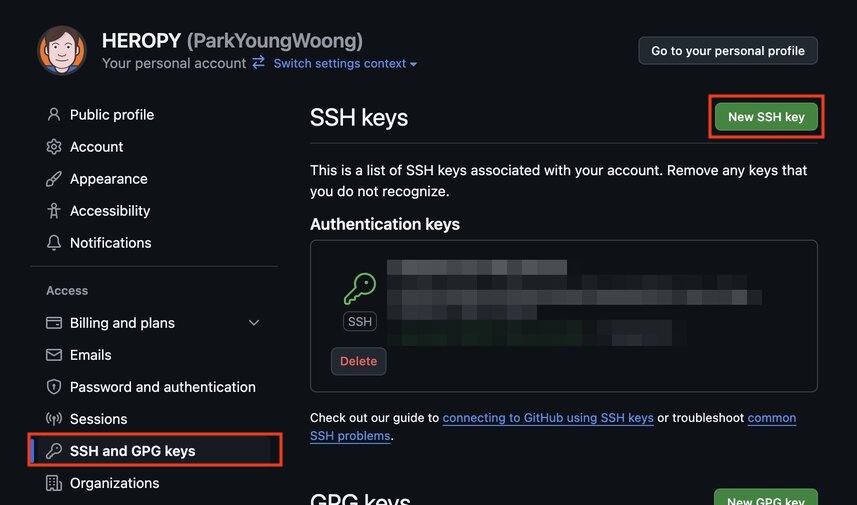 HEROPY (ParkYoungWoong)
Your personal account
Switch settings context
Go to your personal profile
Public profile
Account
Appearance
Accessibility
Notifications
Access
Billing and plans
Emails
Password and authentication
Sessions
SSH and GPG keys
Organizations
SSH keys
New SSH key
This is a list of SSH keys associated with your account. Remove any keys that
you do not recognize.
Authentication keys
SSH
Delete
Check out our guide to connecting to GitHub using SSH keys or troubleshoot common
SSH problems.
GPG keys
New GPG key